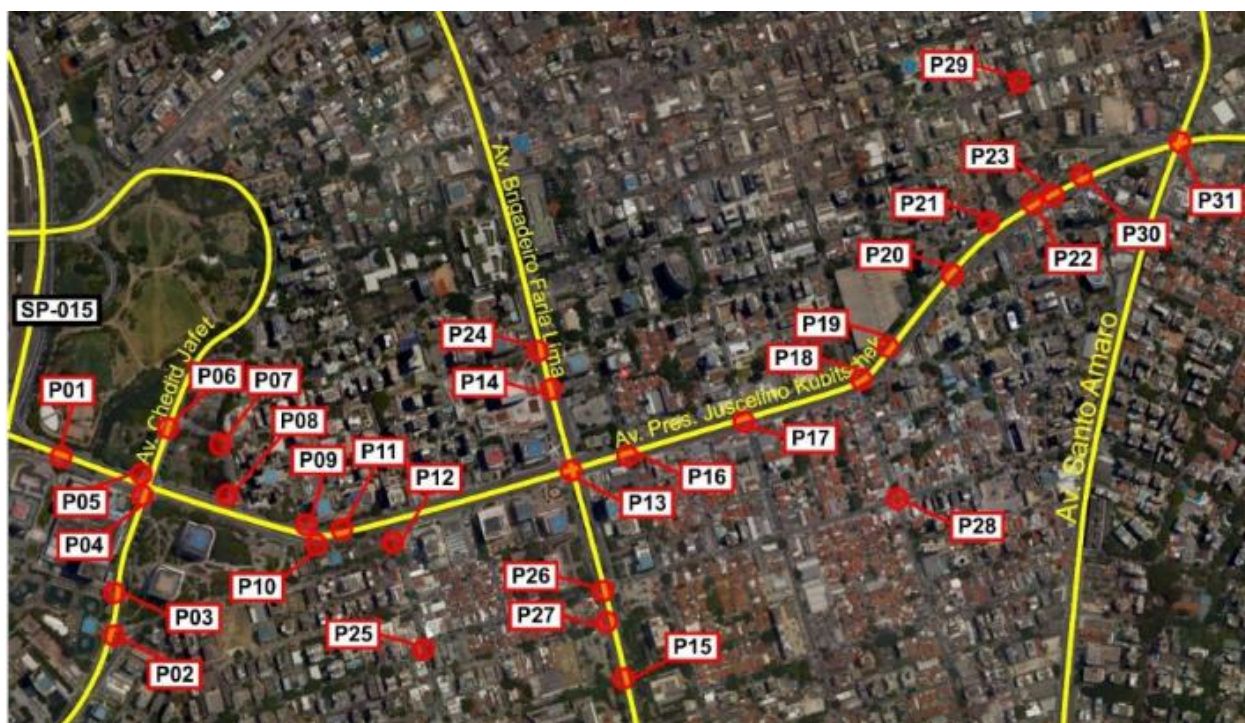 P29
P23
P21
P31
P30
P22
P20
Av. Brigadeiro Faria Lima
SP-015
P19
P24
P18
P14
Av. Chedid Jafet
Av. Pres. Juscelino Kubitschek
Av. Santo Amaro
P06
P07
P01
P08
P17
P09
P11
P12
P16
P05
P13
P28
P04
P10
P26
P03
P27
P25
P15
P02